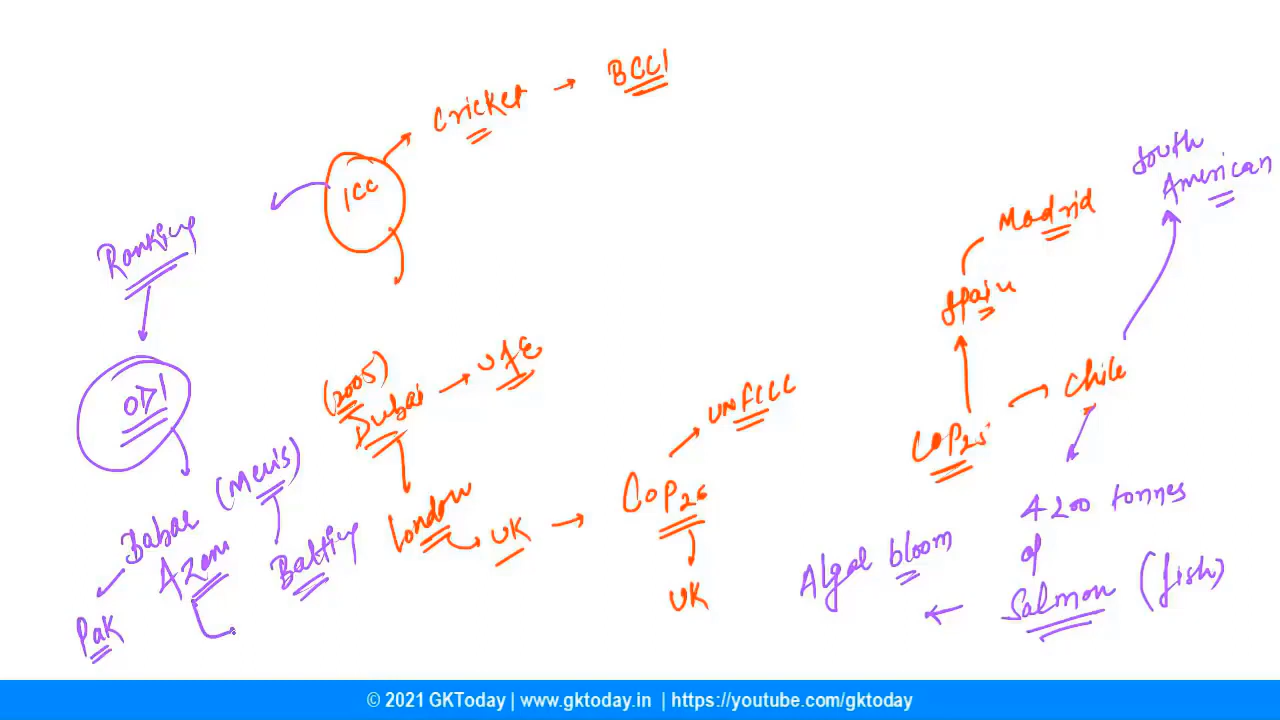 BCCI
Cricket
ICC
South
American
Madrid
Ranking
Spain
(2005)
UAE
Dubai
Chile
ODI
UNFCCC
COP25
(Men's)
Babar
Azam
Batting
London
UK
COP26
4200 tonnes
of
Salmon (fish)
Algal bloom
Pak
UK
© 2021 GKToday | www.gktoday.in | https://youtube.com/gktoday